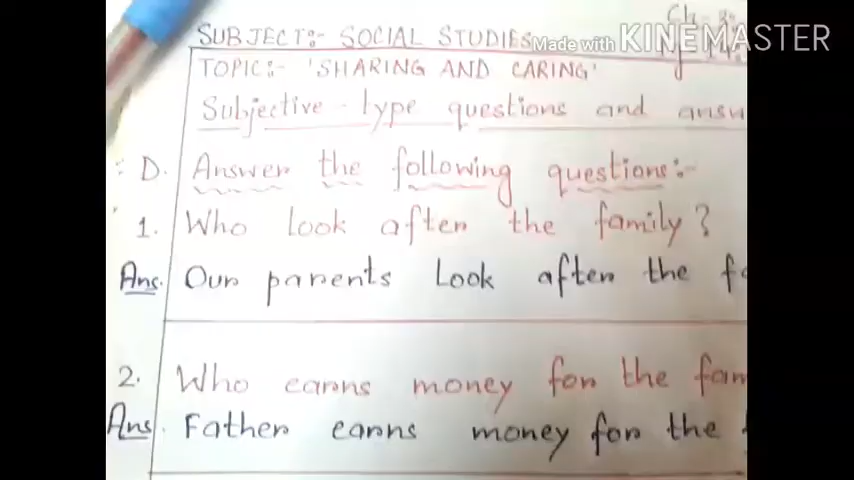 Ch - 3:
SUBJECT:- SOCIAL STUDIES
Made with KINEMASTER
TOPIC:- 'SHARING AND CARING'
Subjective - type questions and
D. Answer the following questions:-
1. Who look after the family?
Ans. Our parents look after the
2. Who earns money for the
Ans. Father earns money for the